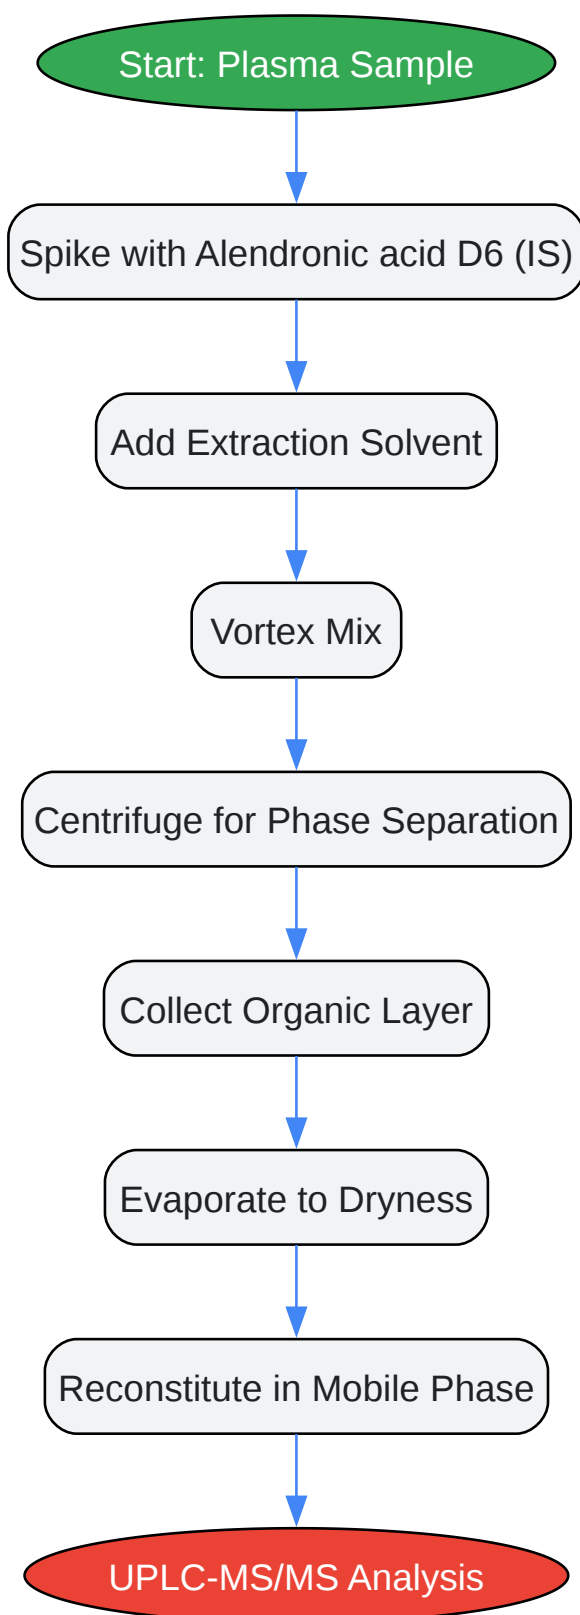 Start: Plasma Sample
Spike with Alendronic acid D6 (IS)
Add Extraction Solvent
Vortex Mix
Centrifuge for Phase Separation
Collect Organic Layer
Evaporate to Dryness
Reconstitute in Mobile Phase
UPLC-MS/MS Analysis